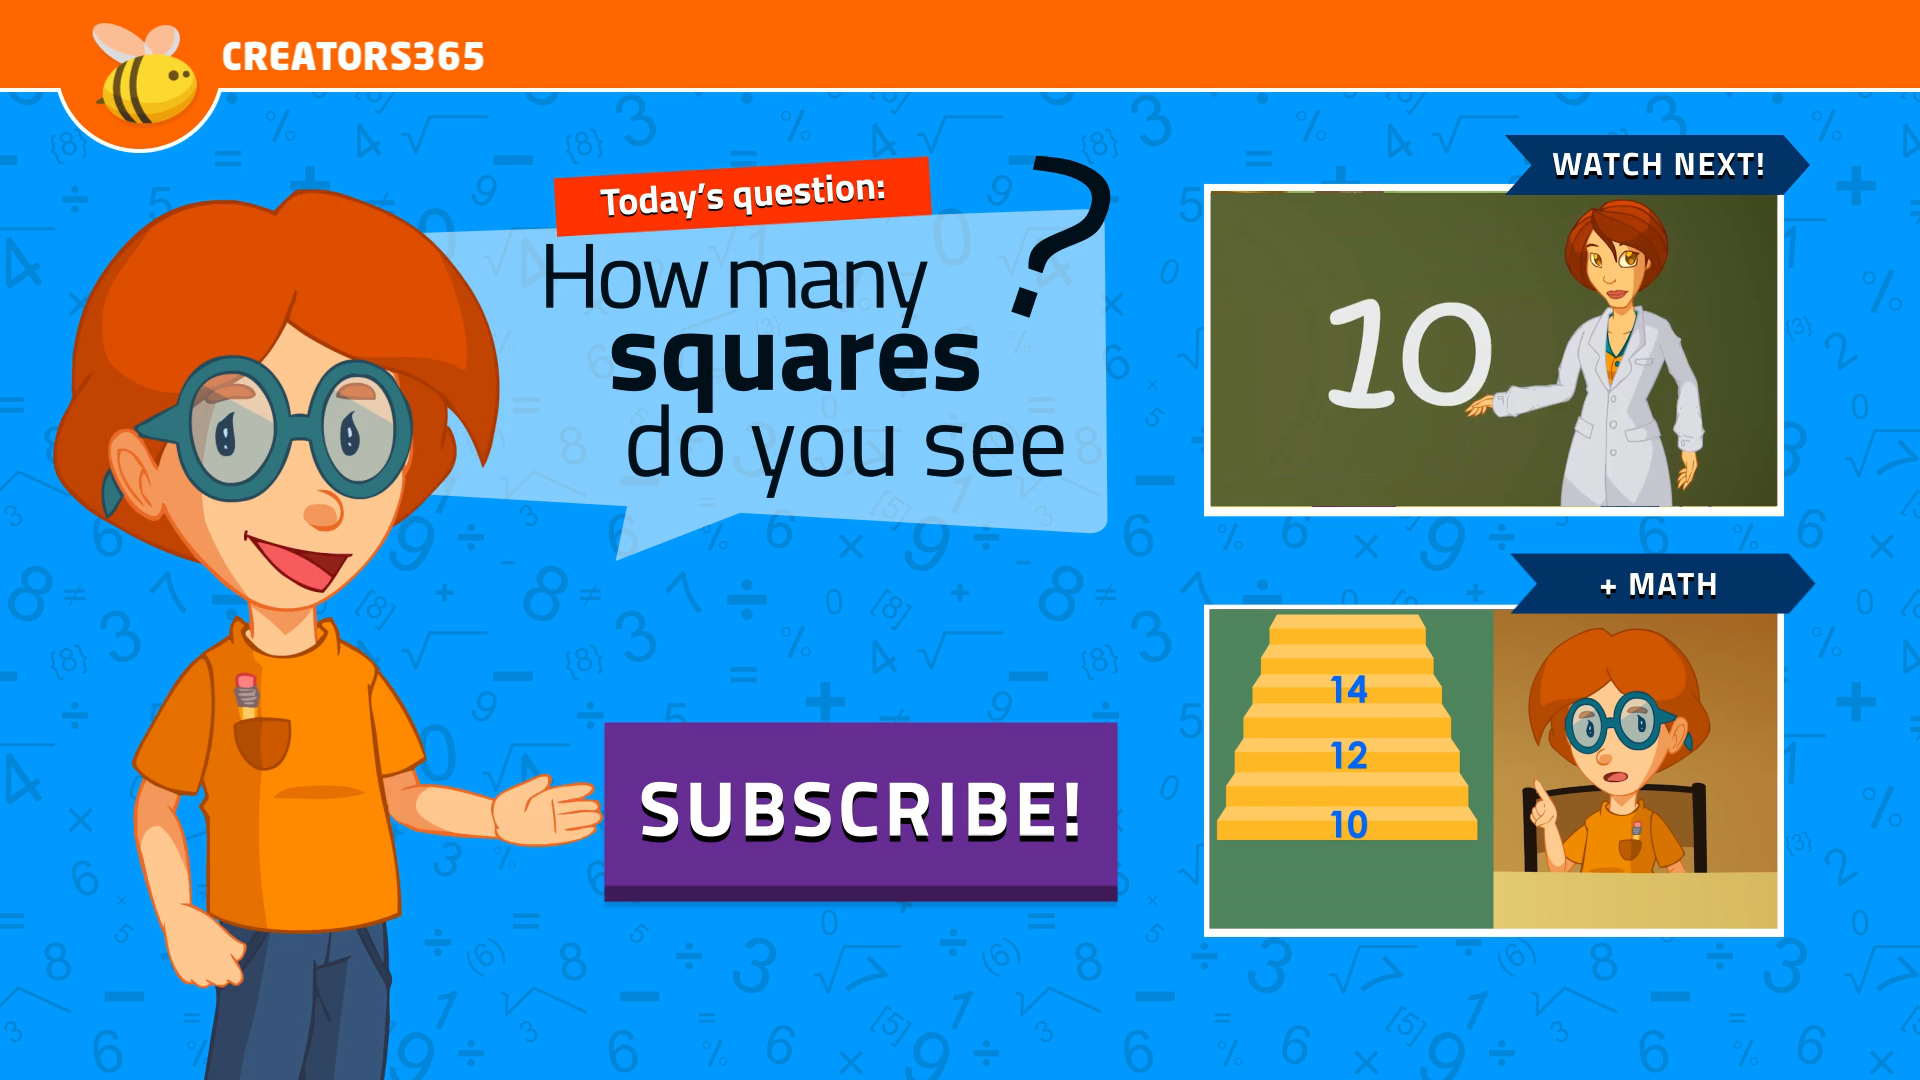 CREATORS365
Today's question:
How many
squares
do you see
?
SUBSCRIBE!
WATCH NEXT!
10
+ MATH
14
12
10